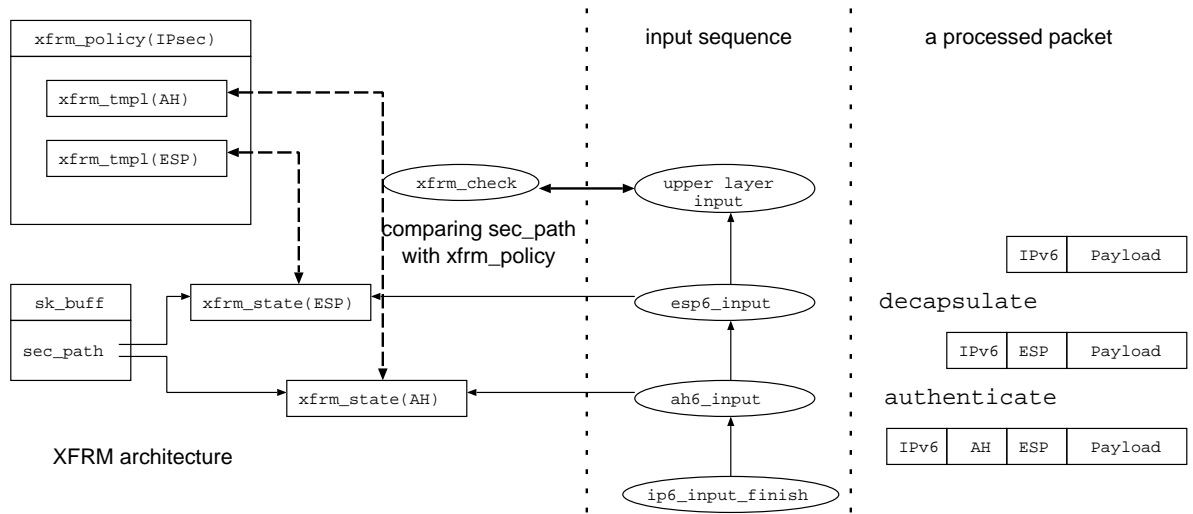 xfrm_policy(IPsec)
xfrm_tmpl(AH)
xfrm_tmpl(ESP)
sk_buff
sec_path
xfrm_state(ESP)
xfrm_state(AH)
xfrm_check
comparing sec_path
with xfrm_policy
XFRM architecture
input sequence
upper layer
input
esp6_input
ah6_input
ip6_input_finish
a processed packet
IPv6 Payload
decapsulate
IPv6 ESP Payload
authenticate
IPv6 AH ESP Payload